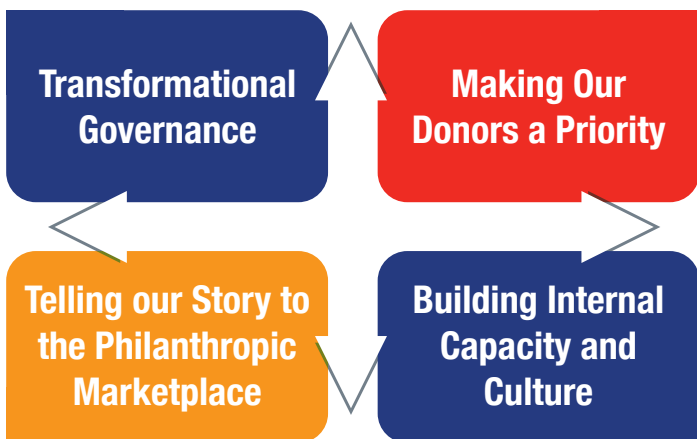 Transformational
Governance
Making Our
Donors a Priority
Telling our Story to
the Philanthropic
Marketplace
Building Internal
Capacity and
Culture